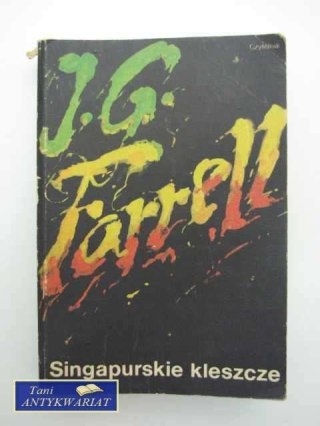 Czytelnik
J.G.
Farrell
Singapurskie kleszcze
Tani
ANTYKWARIAT